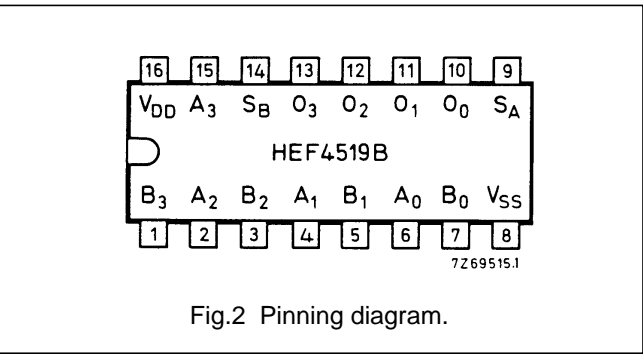 16 15 14 13 12 11 10 9
VDD A3 SB O3 O2 O1 O0 SA
HEF4519B
B3 A2 B2 A1 B1 A0 B0 VSS
1 2 3 4 5 6 7 8
7Z69515.1
Fig.2 Pinning diagram.